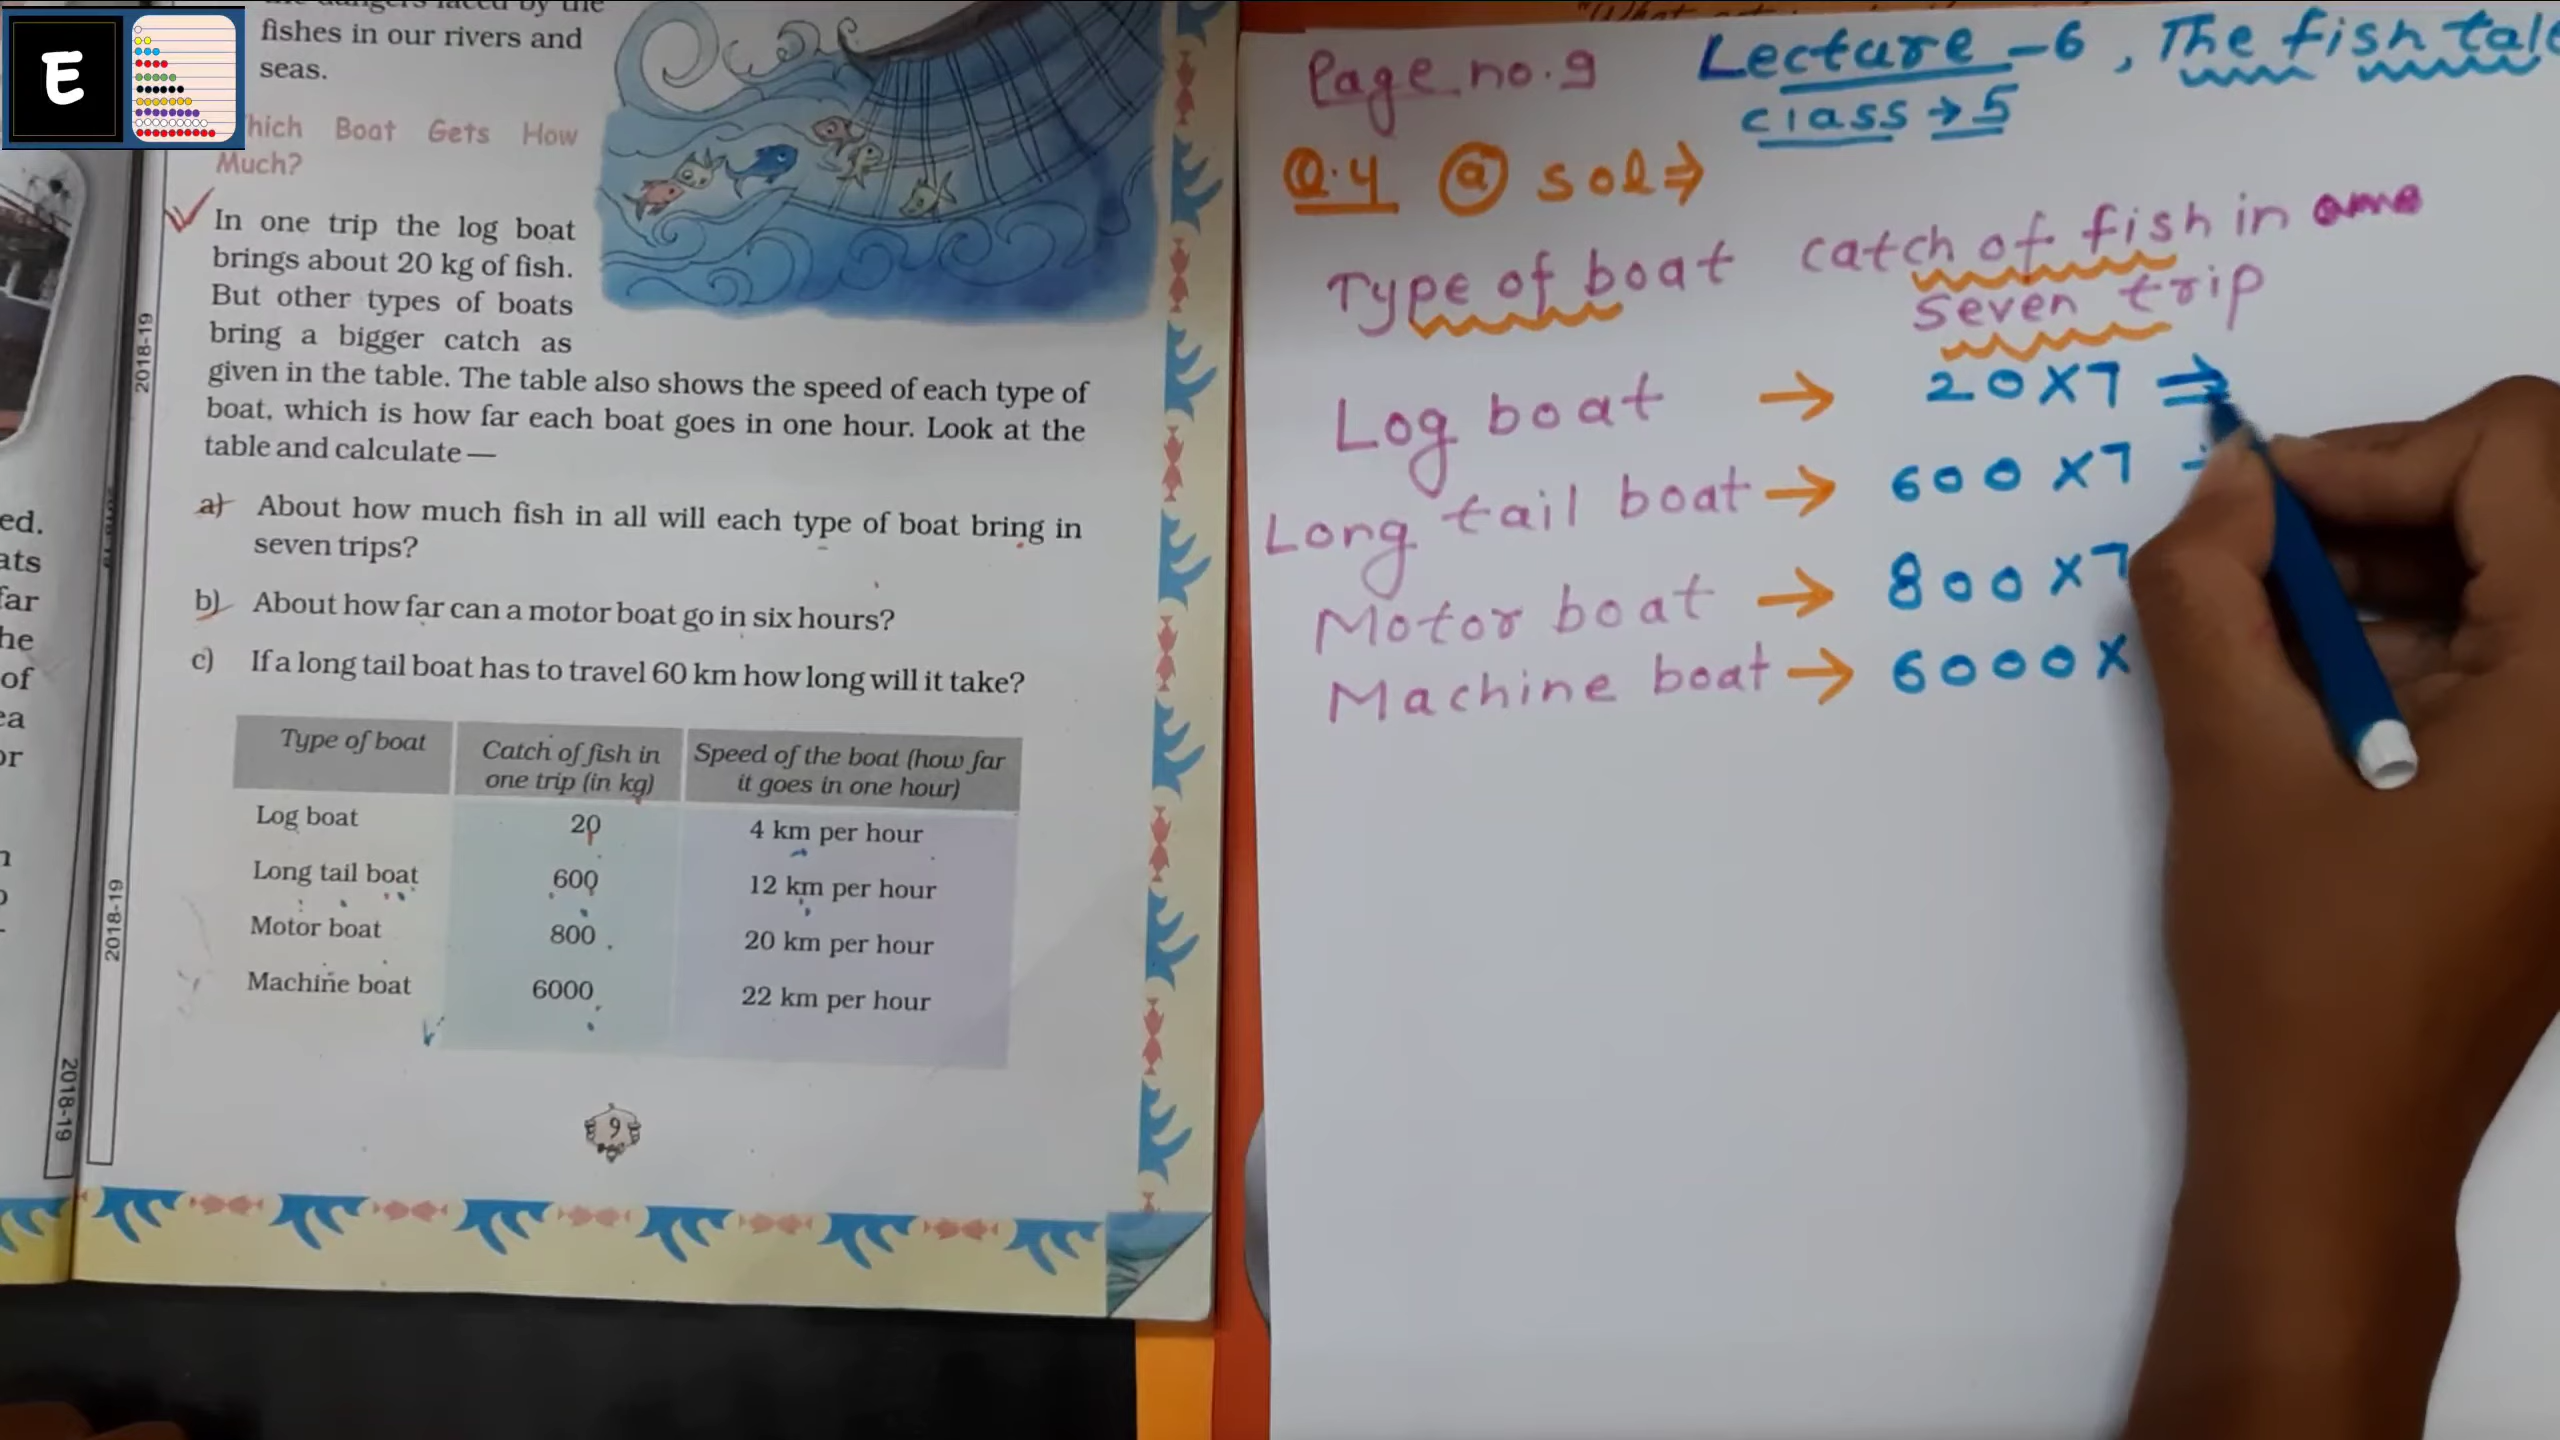 E
fishes in our rivers and
seas.
hich Boat Gets How
Much?
In one trip the log boat
brings about 20 kg of fish.
But other types of boats
bring a bigger catch as
given in the table. The table also shows the speed of each type of
boat, which is how far each boat goes in one hour. Look at the
table and calculate —
a) About how much fish in all will each type of boat bring in
seven trips?
b) About how far can a motor boat go in six hours?
c) If a long tail boat has to travel 60 km how long will it take?
Type of boat Catch of fish in one trip (in kg) Speed of the boat (how far it goes in one hour)
Log boat 20 4 km per hour
Long tail boat 600 12 km per hour
Motor boat 800 20 km per hour
Machine boat 6000 22 km per hour
9
2018-19
2018-19
2018-19
ed.
ats
far
he
of
ea
or
Page no.9 Lecture -6, The fish tale
class → 5
Q.4 a sol⇒
Type of boat catch of fish in
seven trip
Log boat → 20X7 ⇒
Long tail boat → 600 X7
Motor boat → 800 X7
Machine boat → 6000X